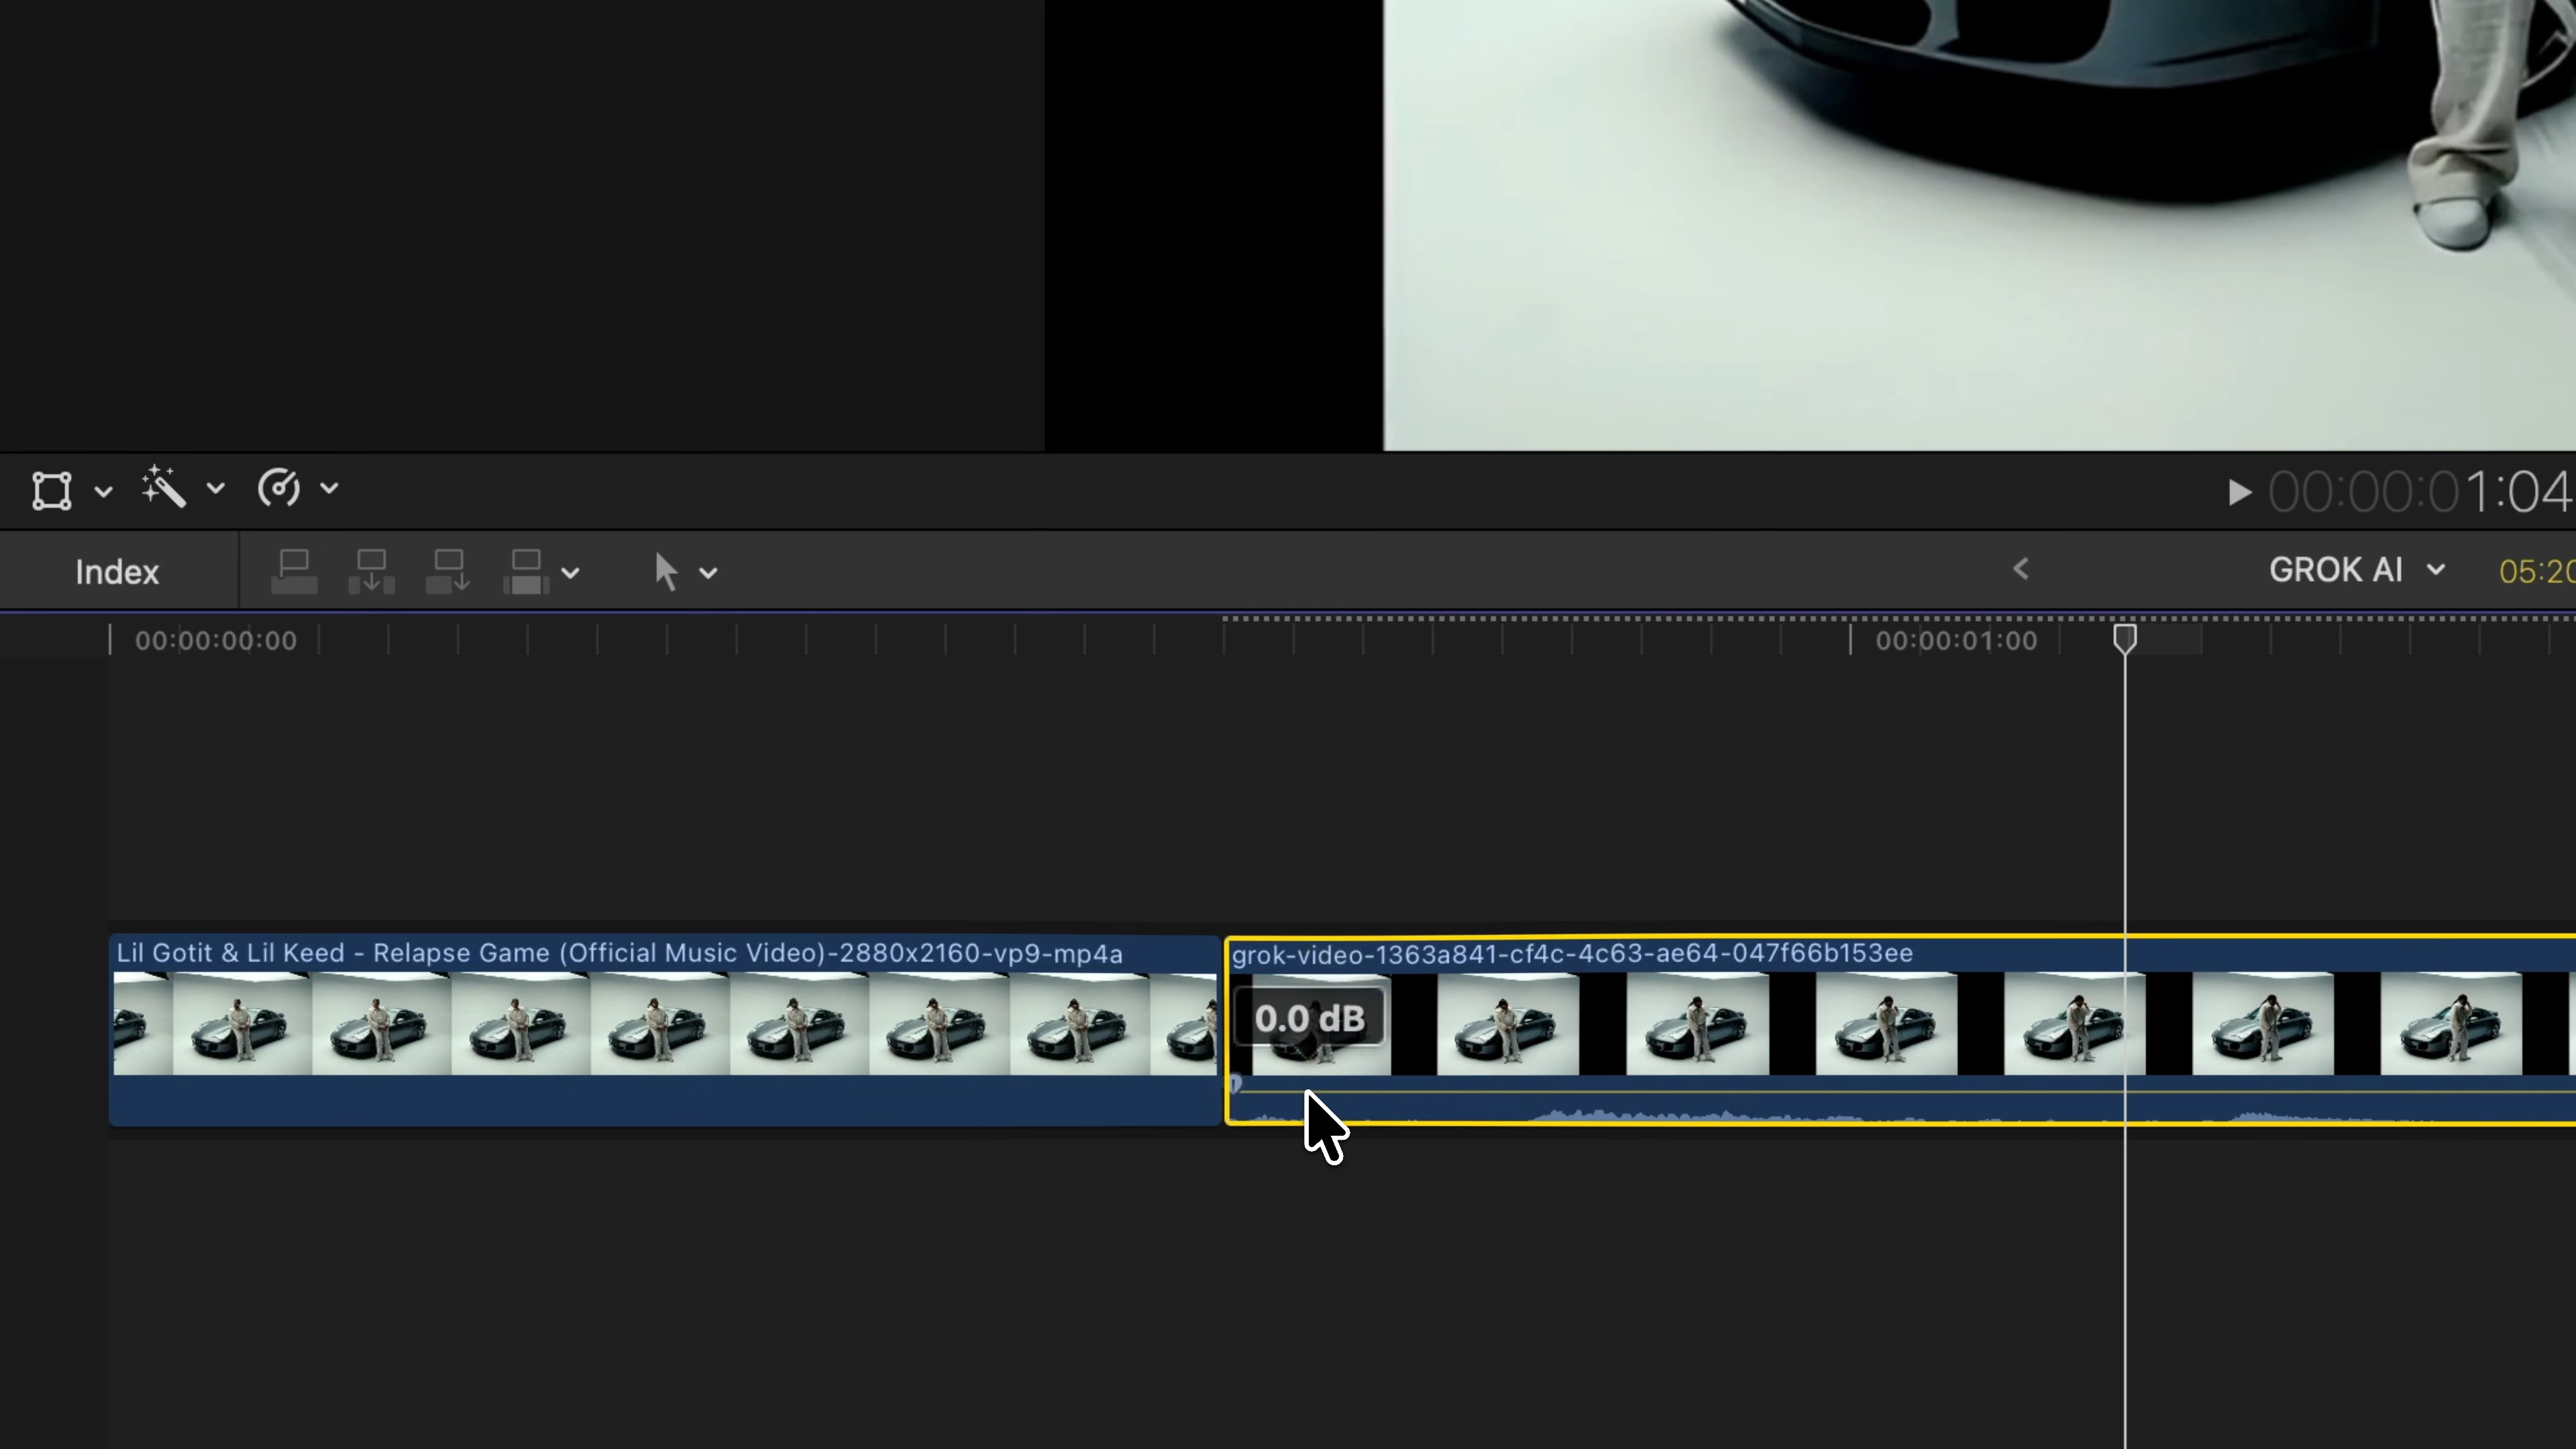 00:00:01:04
Index
GROK AI
05:20
00:00:00:00
00:00:01:00
Lil Gotit & Lil Keed - Relapse Game (Official Music Video)-2880x2160-vp9-mp4a
grok-video-1363a841-cf4c-4c63-ae64-047f66b153ee
0.0 dB